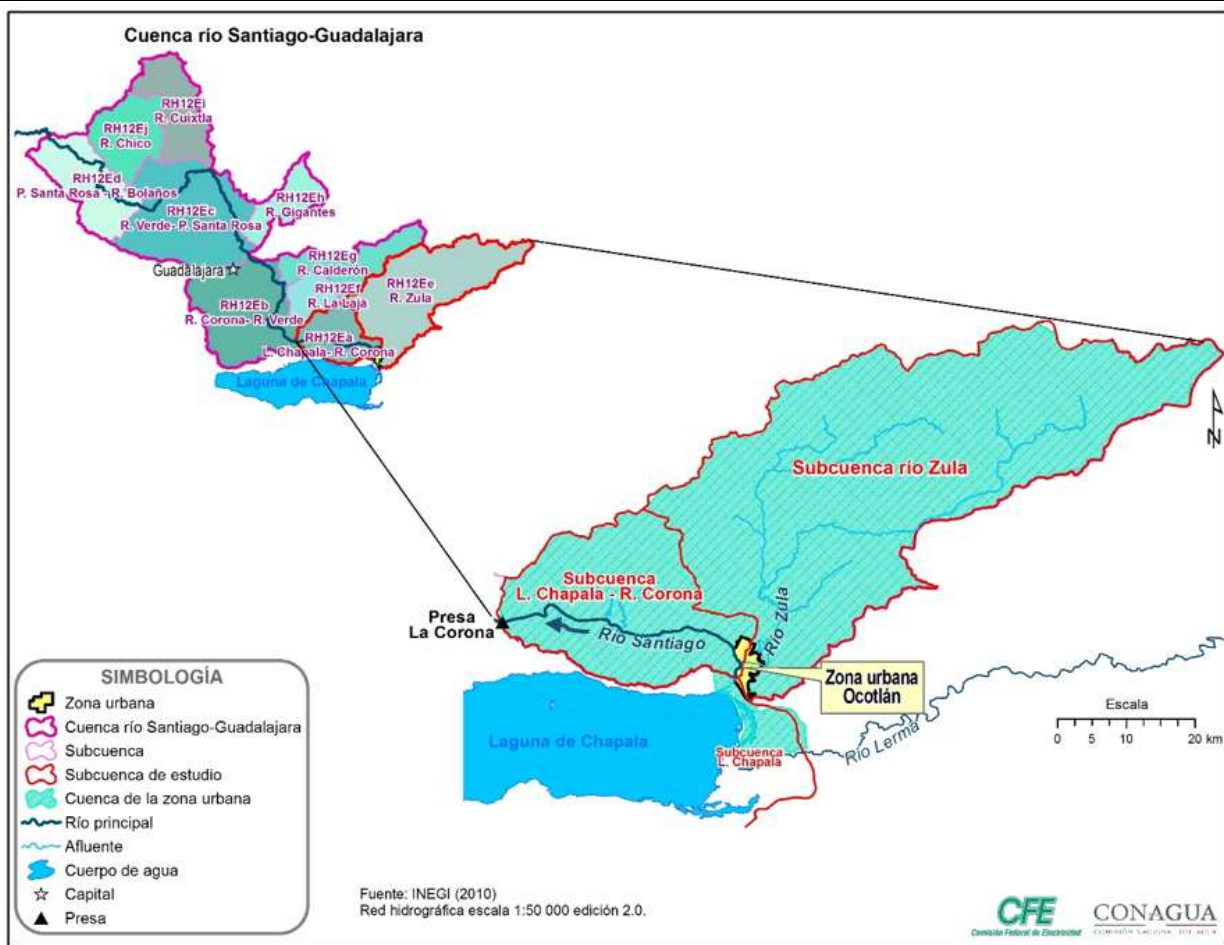 Cuenca río Santiago-Guadalajara
RH12Ei
R. Cuixtla
RH12Ej
R. Chico
RH12Ed
P. Santa Rosa - R. Bolaños
RH12Eh
R. Gigantes
RH12Ec
R. Verde- P. Santa Rosa
RH12Eg
R. Calderón
Guadalajara
RH12Ef
R. La Laja
RH12Ee
R. Zula
RH12Eb
R. Corona- R. Verde
RH12Ea
L. Chapala- R. Corona
Laguna de Chapala
N
Subcuenca río Zula
Subcuenca
L. Chapala - R. Corona
Presa
La Corona
Río Santiago
Río Zula
Zona urbana
Ocotlán
Laguna de Chapala
Subcuenca
L. Chapala
Río Lerma
Escala
0 5 10 20 km
SIMBOLOGÍA
Zona urbana
Cuenca río Santiago-Guadalajara
Subcuenca
Subcuenca de estudio
Cuenca de la zona urbana
Río principal
Afluente
Cuerpo de agua
Capital
Presa
Fuente: INEGI (2010)
Red hidrográfica escala 1:50 000 edición 2.0.
CFE
Comisión Federal de Electricidad
CONAGUA
COMISIÓN NACIONAL DEL AGUA